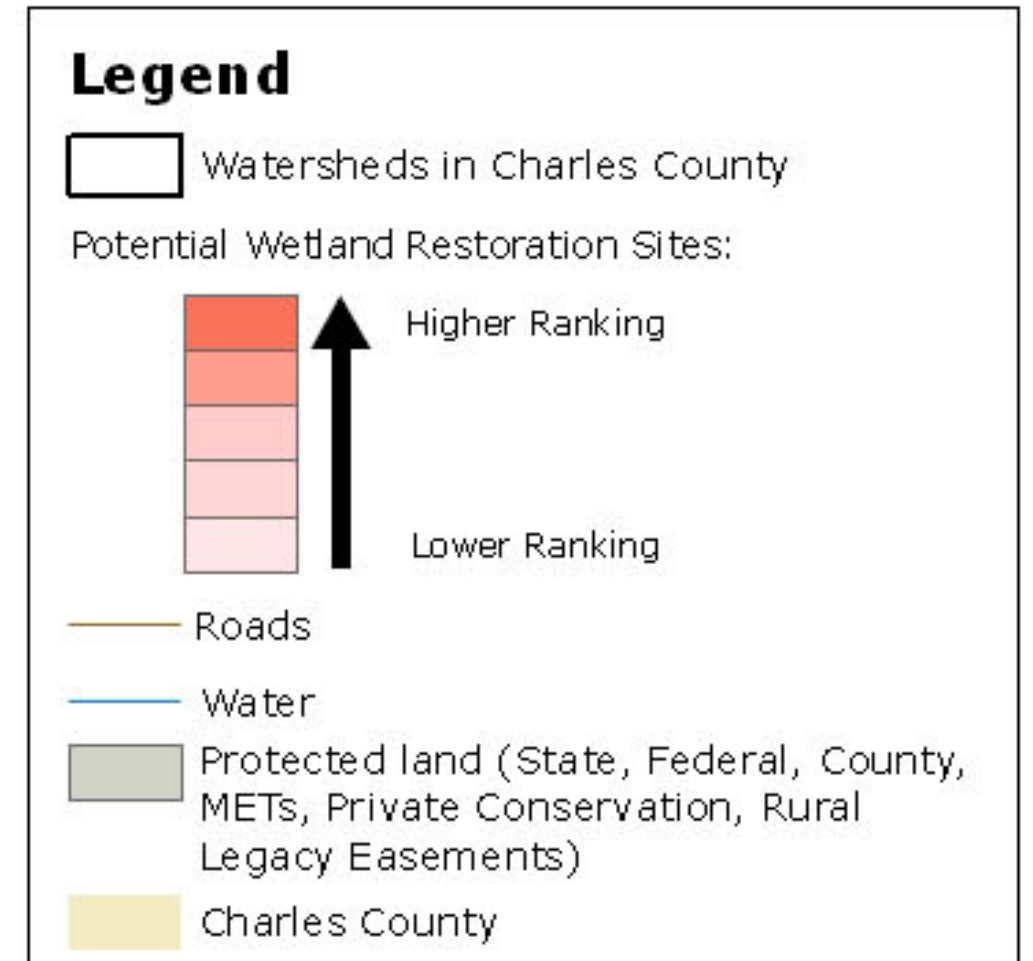 Legend
Watersheds in Charles County
Potential Wetland Restoration Sites:
Higher Ranking
Lower Ranking
Roads
Water
Protected land (State, Federal, County,
METs, Private Conservation, Rural
Legacy Easements)
Charles County